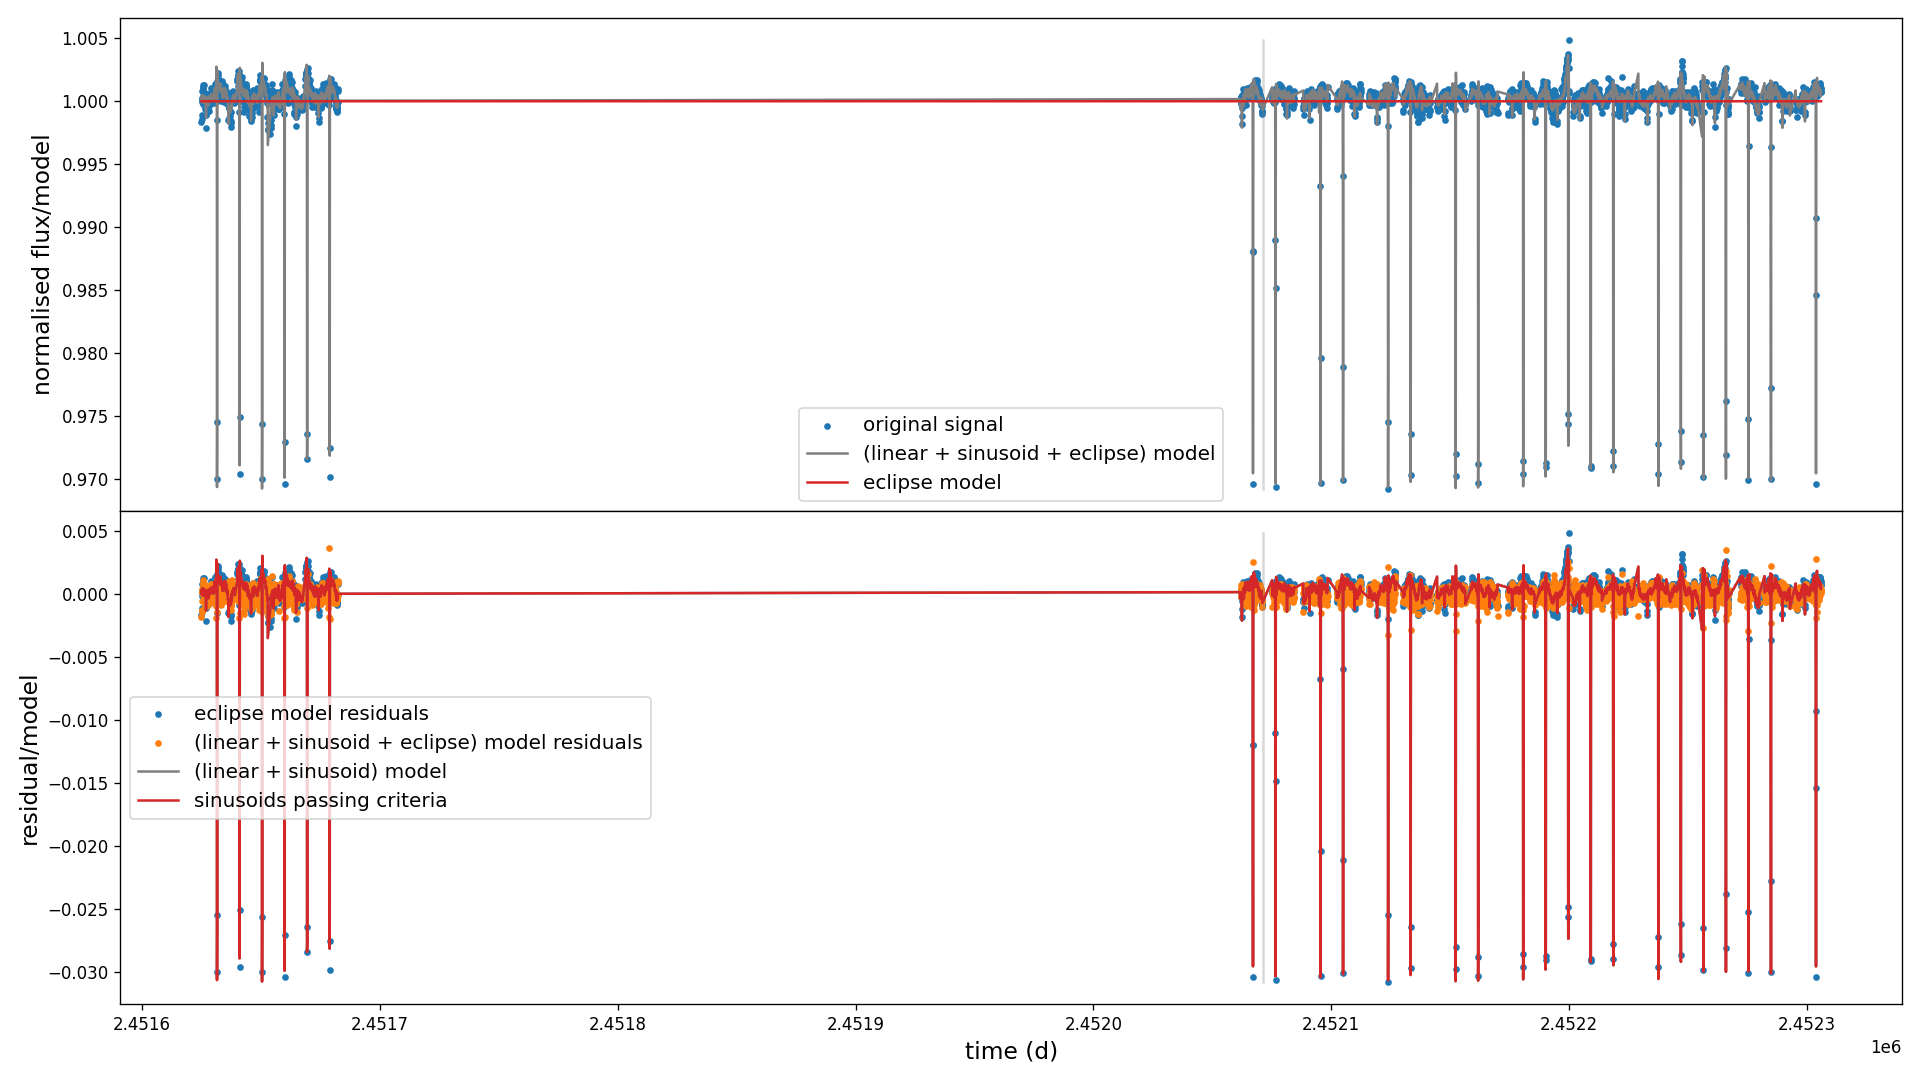 1.005
1.000
0.995
0.990
0.985
0.980
0.975
0.970
normalised flux/model
original signal
(linear + sinusoid + eclipse) model
eclipse model
0.005
0.000
−0.005
−0.010
−0.015
−0.020
−0.025
−0.030
residual/model
eclipse model residuals
(linear + sinusoid + eclipse) model residuals
(linear + sinusoid) model
sinusoids passing criteria
2.4516 2.4517 2.4518 2.4519 2.4520 2.4521 2.4522 2.4523
time (d)
1e6